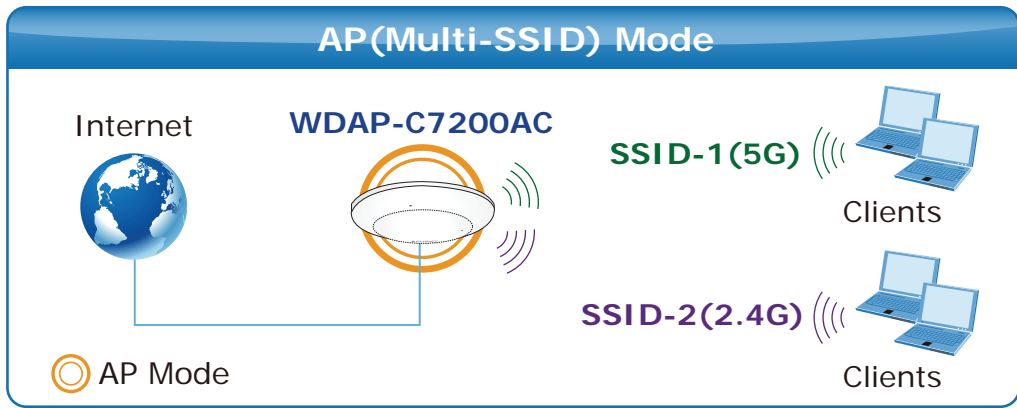 AP(Multi-SSID) Mode
Internet
WDAP-C7200AC
SSID-1(5G)
Clients
SSID-2(2.4G)
Clients
AP Mode